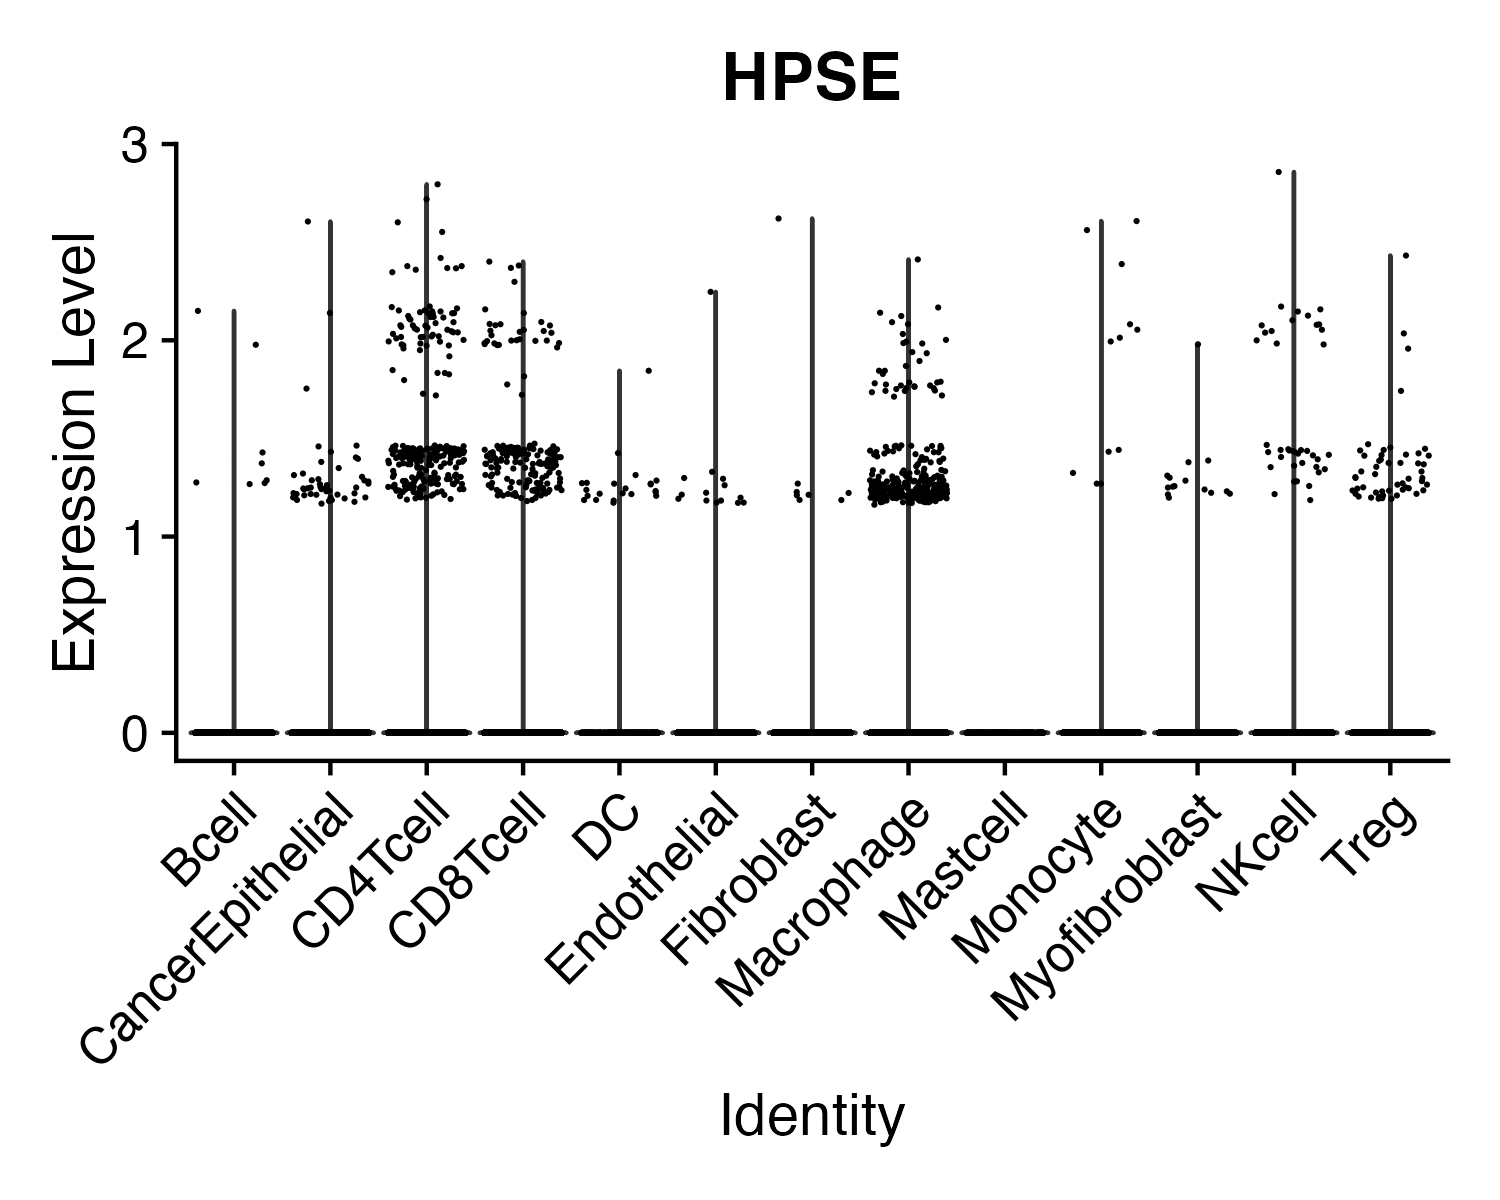 HPSE
Expression Level
3
2
1
0
Bcell
CancerEpithelial
CD4Tcell
CD8Tcell
DC
Endothelial
Fibroblast
Macrophage
Mastcell
Monocyte
Myofibroblast
NKcell
Treg
Identity